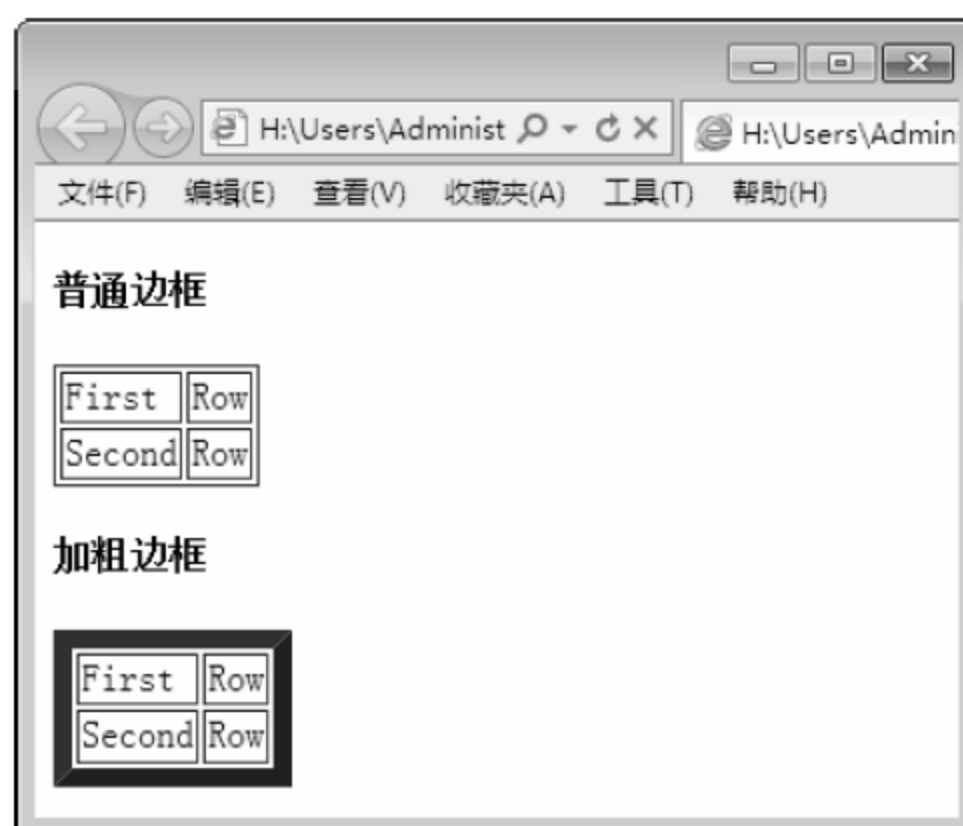 H:\Users\Administ
H:\Users\Admin
文件(F) 编辑(E) 查看(V) 收藏夹(A) 工具(T) 帮助(H)
普通边框
First Row
Second Row
加粗边框
First Row
Second Row